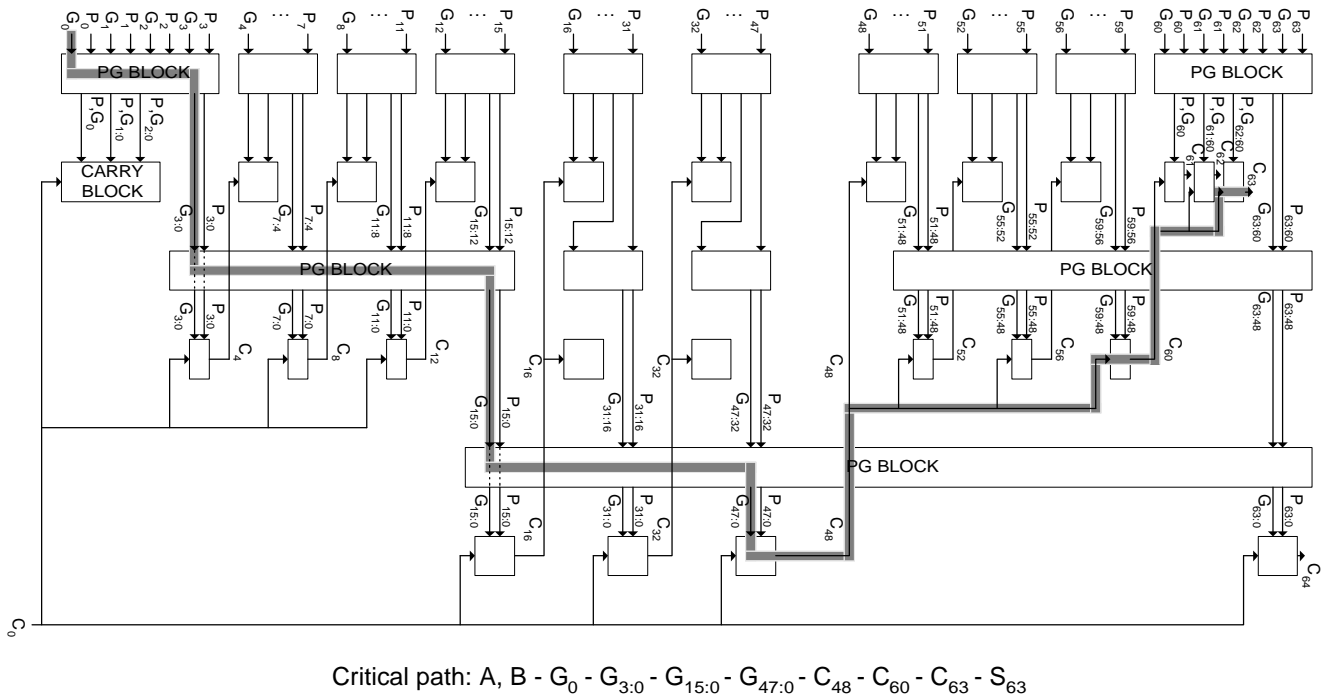 G0 P0 G1 P1 G2 P2 G3 P3 G4 ... P7 G8 ... P11 G12 ... P15 G16 ... P31 G32 ... P47 G48 ... P51 G52 ... P55 G56 ... P59 G60 P60 G61 P61 G62 P62 G63 P63
PG BLOCK PG BLOCK
P,G0 P,G1:0 P,G2:0 P,G60 P,G61:60 P,G62:60
CARRY BLOCK
C61 C62 C63
G3:0 P3:0 G7:4 P7:4 G11:8 P11:8 G15:12 P15:12 G51:48 P51:48 G55:52 P55:52 G59:56 P59:56 G63:60 P63:60
PG BLOCK PG BLOCK
G3:0 P3:0 G7:0 P7:0 G11:0 P11:0 G51:48 P51:48 G55:48 P55:48 G59:48 P59:48 G63:48 P63:48
C4 C8 C12 C16 C32 C48 C52 C56 C60
G15:0 P15:0 G31:16 P31:16 G47:32 P47:32
PG BLOCK
G15:0 P15:0 C16 G31:0 P31:0 C32 G47:0 P47:0 C48 G63:0 P63:0
C64
C0
Critical path: A, B - G0 - G3:0 - G15:0 - G47:0 - C48 - C60 - C63 - S63